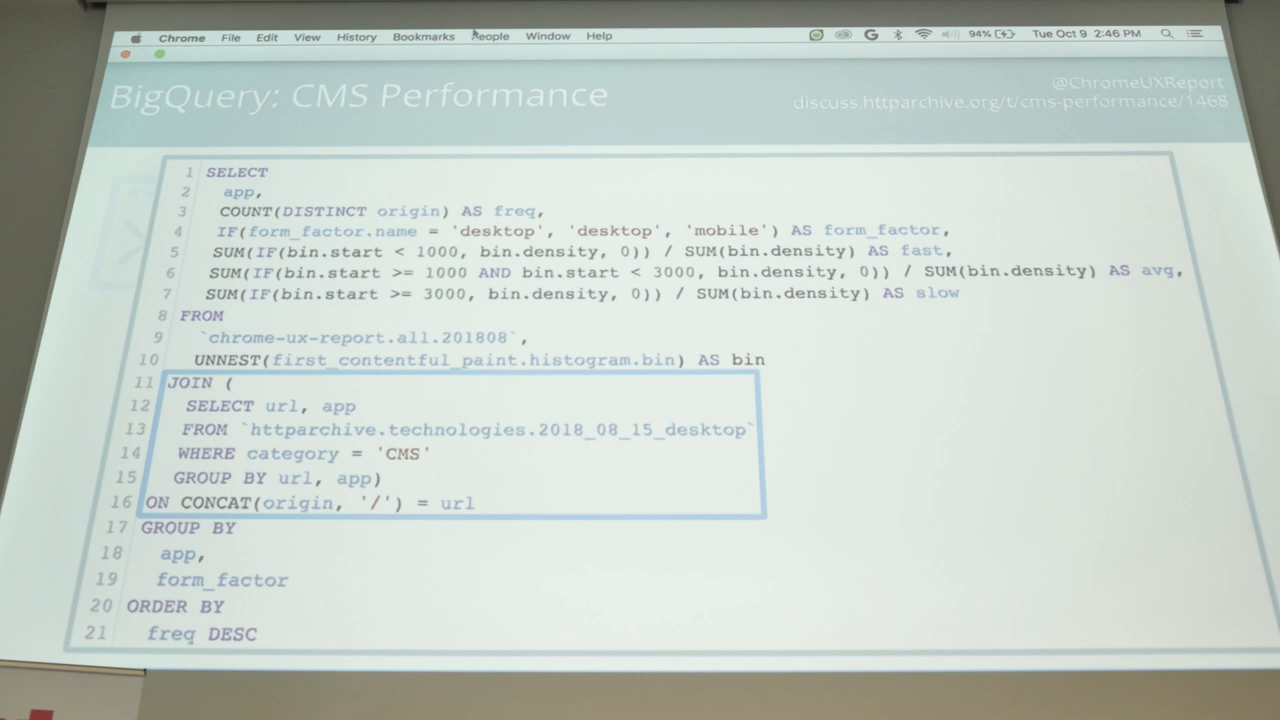 Chrome File Edit View History Bookmarks People Window Help 94% Tue Oct 9 2:46 PM
BigQuery: CMS Performance
@ChromeUXReport
discuss.httparchive.org/t/cms-performance/1468
1 SELECT
2 app,
3 COUNT(DISTINCT origin) AS freq,
4 IF(form_factor.name = 'desktop', 'desktop', 'mobile') AS form_factor,
5 SUM(IF(bin.start < 1000, bin.density, 0)) / SUM(bin.density) AS fast,
6 SUM(IF(bin.start >= 1000 AND bin.start < 3000, bin.density, 0)) / SUM(bin.density) AS avg,
7 SUM(IF(bin.start >= 3000, bin.density, 0)) / SUM(bin.density) AS slow
8 FROM
9 `chrome-ux-report.all.201808`,
10 UNNEST(first_contentful_paint.histogram.bin) AS bin
11 JOIN (
12 SELECT url, app
13 FROM `httparchive.technologies.2018_08_15_desktop`
14 WHERE category = 'CMS'
15 GROUP BY url, app)
16 ON CONCAT(origin, '/') = url
17 GROUP BY
18 app,
19 form_factor
20 ORDER BY
21 freq DESC